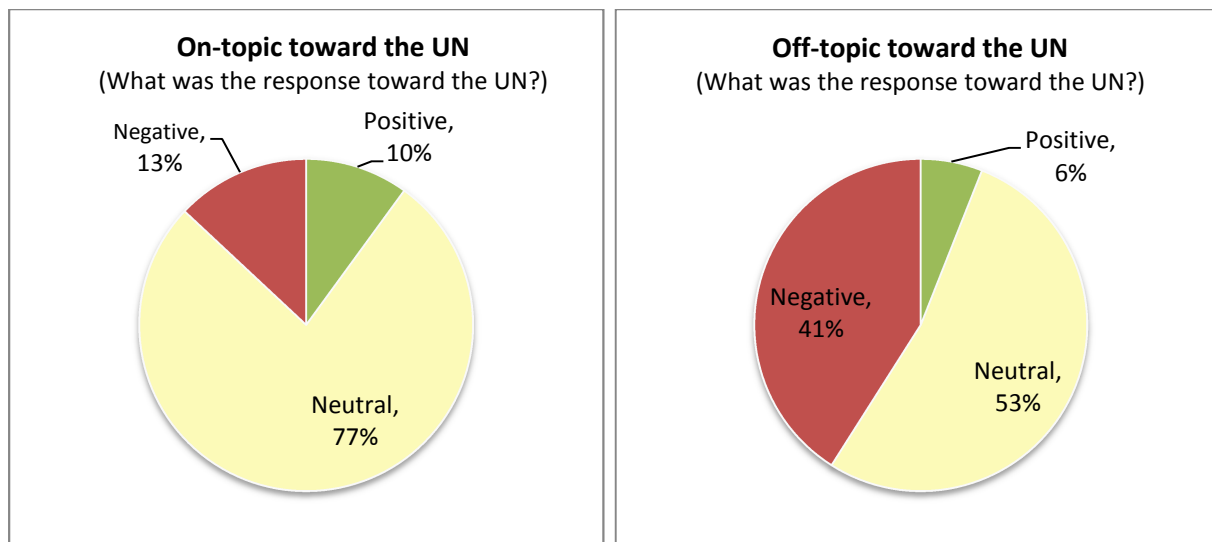 On-topic toward the UN
(What was the response toward the UN?)
Negative,
13%
Positive,
10%
Neutral,
77%
Off-topic toward the UN
(What was the response toward the UN?)
Positive,
6%
Negative,
41%
Neutral,
53%